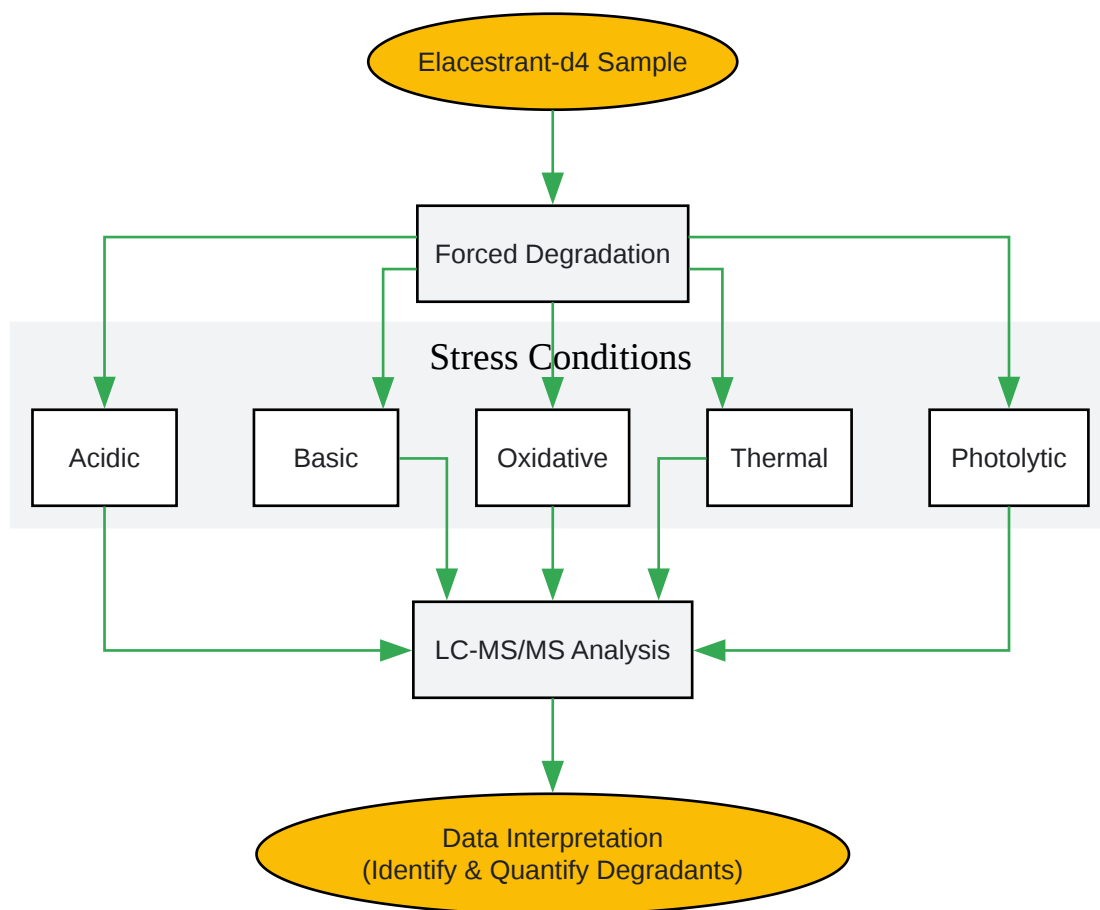 Elacestrant-d4 Sample
Forced Degradation
Stress Conditions
Acidic
Basic
Oxidative
Thermal
Photolytic
LC-MS/MS Analysis
Data Interpretation
(Identify & Quantify Degradants)